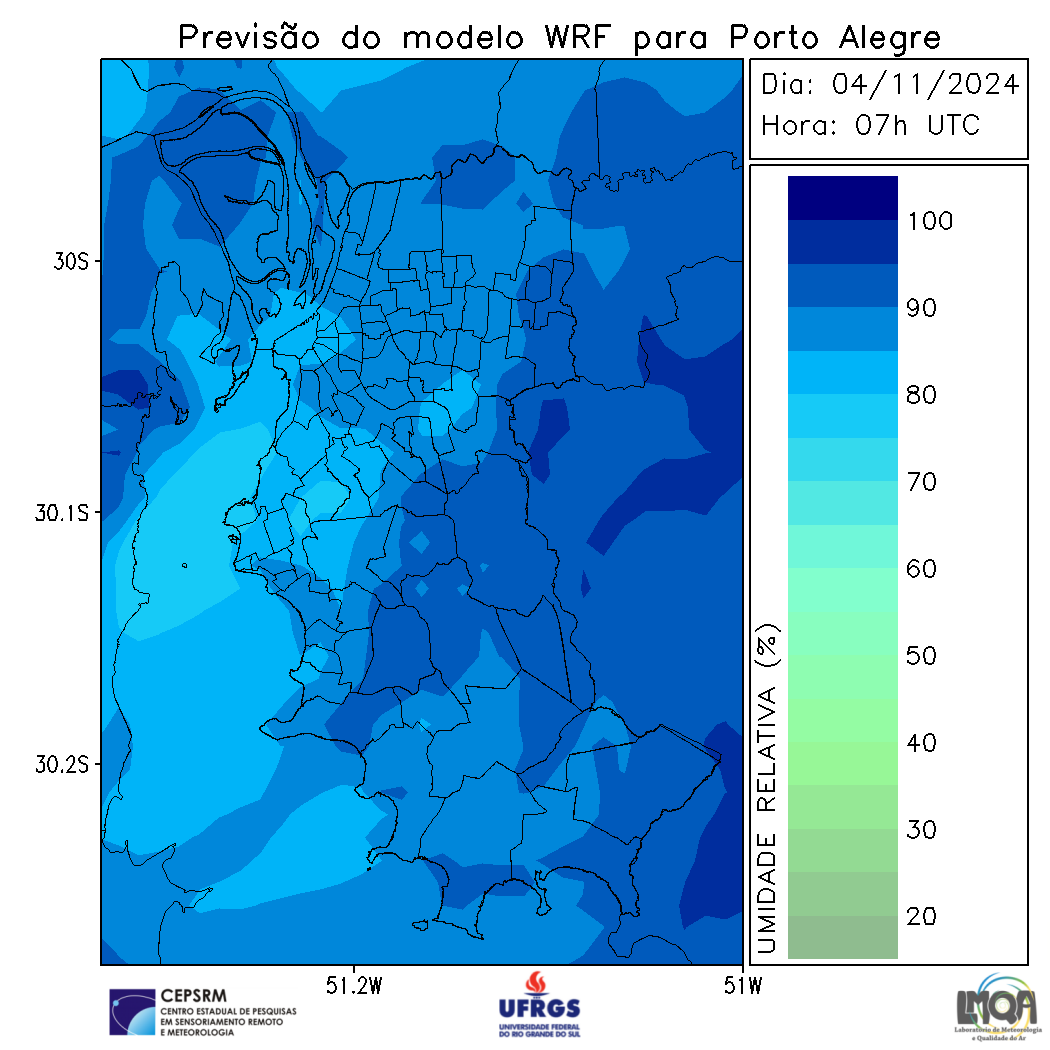 Previsão do modelo WRF para Porto Alegre
Dia: 04/11/2024
Hora: 07h UTC
30S
30.1S
30.2S
51.2W
51W
UMIDADE RELATIVA (%)
100
90
80
70
60
50
40
30
20
CEPSRM
CENTRO ESTADUAL DE PESQUISAS
EM SENSORIAMENTO REMOTO
E METEOROLOGIA
UFRGS
UNIVERSIDADE FEDERAL
DO RIO GRANDE DO SUL
LMQA
Laboratório de Meteorologia
e Qualidade do Ar